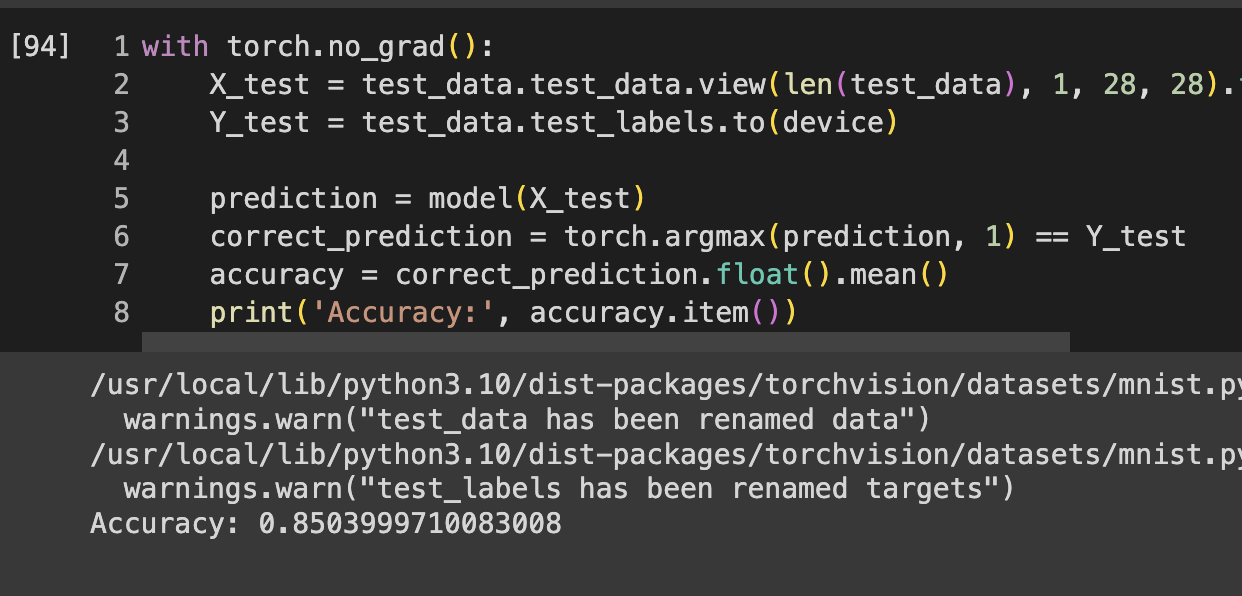 [94] 1 with torch.no_grad():
2 X_test = test_data.test_data.view(len(test_data), 1, 28, 28).
3 Y_test = test_data.test_labels.to(device)
4
5 prediction = model(X_test)
6 correct_prediction = torch.argmax(prediction, 1) == Y_test
7 accuracy = correct_prediction.float().mean()
8 print('Accuracy:', accuracy.item())
/usr/local/lib/python3.10/dist-packages/torchvision/datasets/mnist.py
warnings.warn("test_data has been renamed data")
/usr/local/lib/python3.10/dist-packages/torchvision/datasets/mnist.py
warnings.warn("test_labels has been renamed targets")
Accuracy: 0.8503999710083008